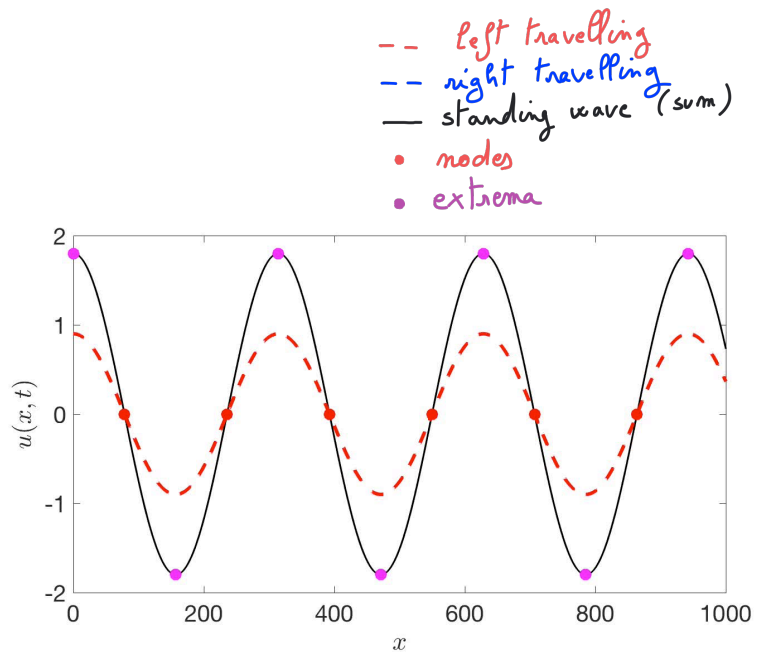 left travelling
right travelling
standing wave (sum)
nodes
extrema
2
1
0
-1
-2
u(x, t)
0 200 400 600 800 1000
x